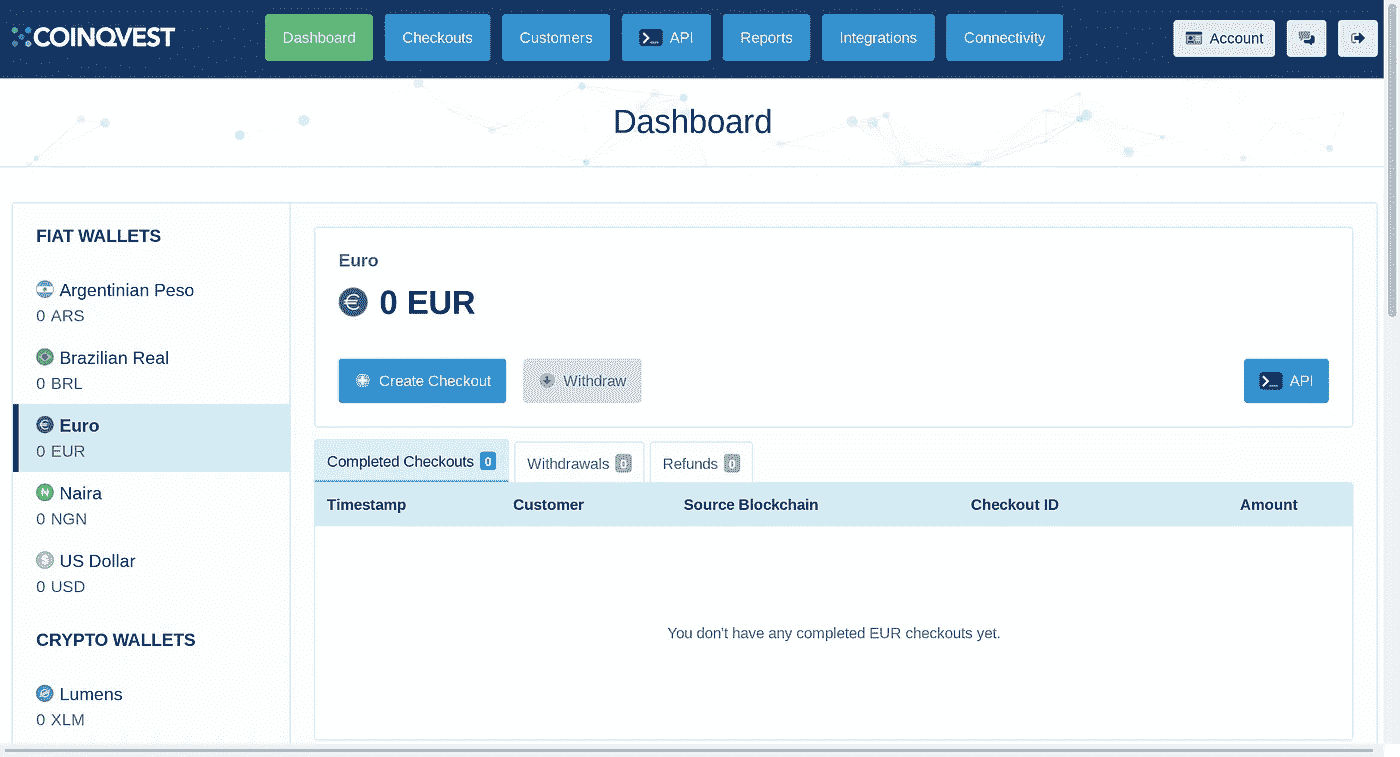 COINQVEST Dashboard Checkouts Customers API Reports Integrations Connectivity Account
Dashboard
FIAT WALLETS
Argentinian Peso
0 ARS
Brazilian Real
0 BRL
Euro
0 EUR
Naira
0 NGN
US Dollar
0 USD
CRYPTO WALLETS
Lumens
0 XLM
Euro
0 EUR
Create Checkout Withdraw API
Completed Checkouts 0 Withdrawals 0 Refunds 0
Timestamp Customer Source Blockchain Checkout ID Amount
You don't have any completed EUR checkouts yet.